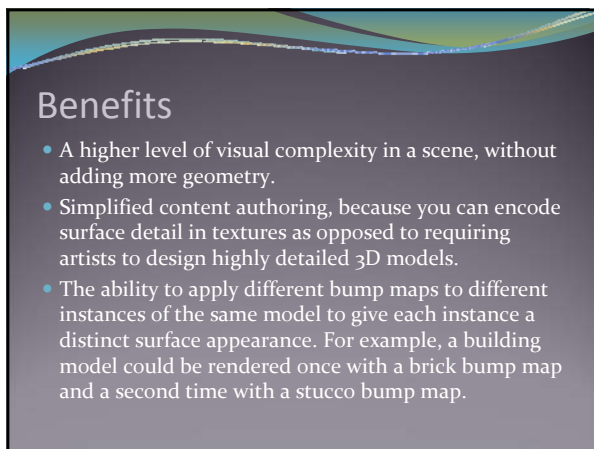 Benefits
• A higher level of visual complexity in a scene, without
adding more geometry.
• Simplified content authoring, because you can encode
surface detail in textures as opposed to requiring
artists to design highly detailed 3D models.
• The ability to apply different bump maps to different
instances of the same model to give each instance a
distinct surface appearance. For example, a building
model could be rendered once with a brick bump map
and a second time with a stucco bump map.